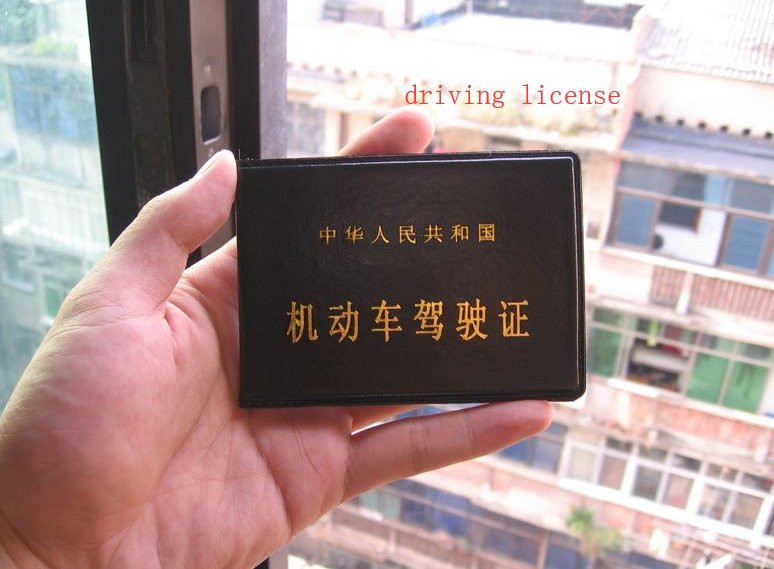 driving license
中华人民共和国
机动车驾驶证